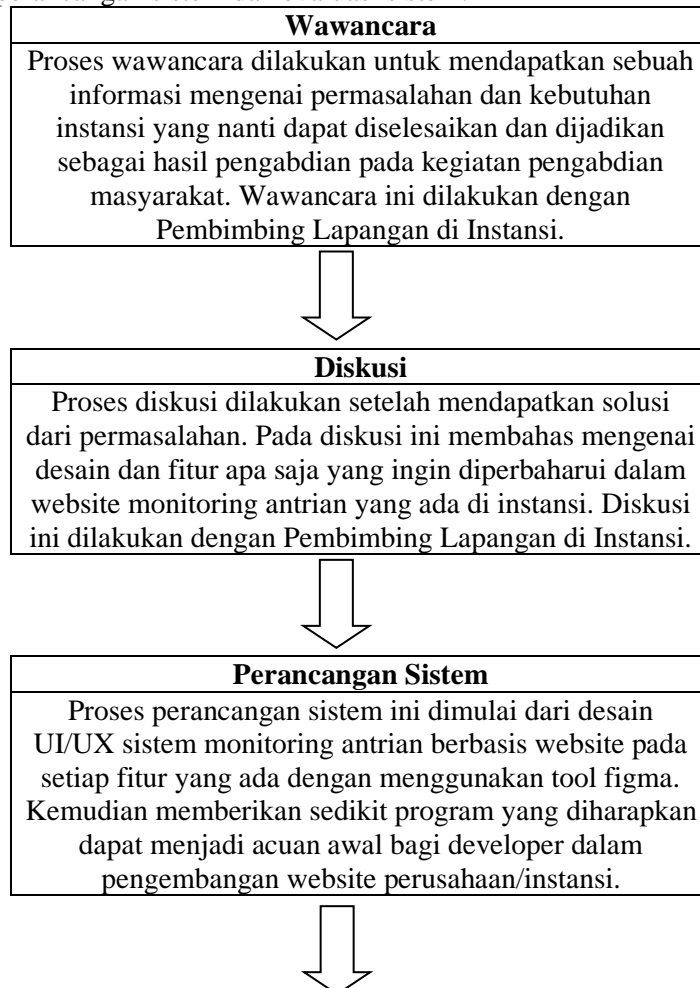 Wawancara
Proses wawancara dilakukan untuk mendapatkan sebuah
informasi mengenai permasalahan dan kebutuhan
instansi yang nanti dapat diselesaikan dan dijadikan
sebagai hasil pengabdian pada kegiatan pengabdian
masyarakat. Wawancara ini dilakukan dengan
Pembimbing Lapangan di Instansi.
Diskusi
Proses diskusi dilakukan setelah mendapatkan solusi
dari permasalahan. Pada diskusi ini membahas mengenai
desain dan fitur apa saja yang ingin diperbaharui dalam
website monitoring antrian yang ada di instansi. Diskusi
ini dilakukan dengan Pembimbing Lapangan di Instansi.
Perancangan Sistem
Proses perancangan sistem ini dimulai dari desain
UI/UX sistem monitoring antrian berbasis website pada
setiap fitur yang ada dengan menggunakan tool figma.
Kemudian memberikan sedikit program yang diharapkan
dapat menjadi acuan awal bagi developer dalam
pengembangan website perusahaan/instansi.